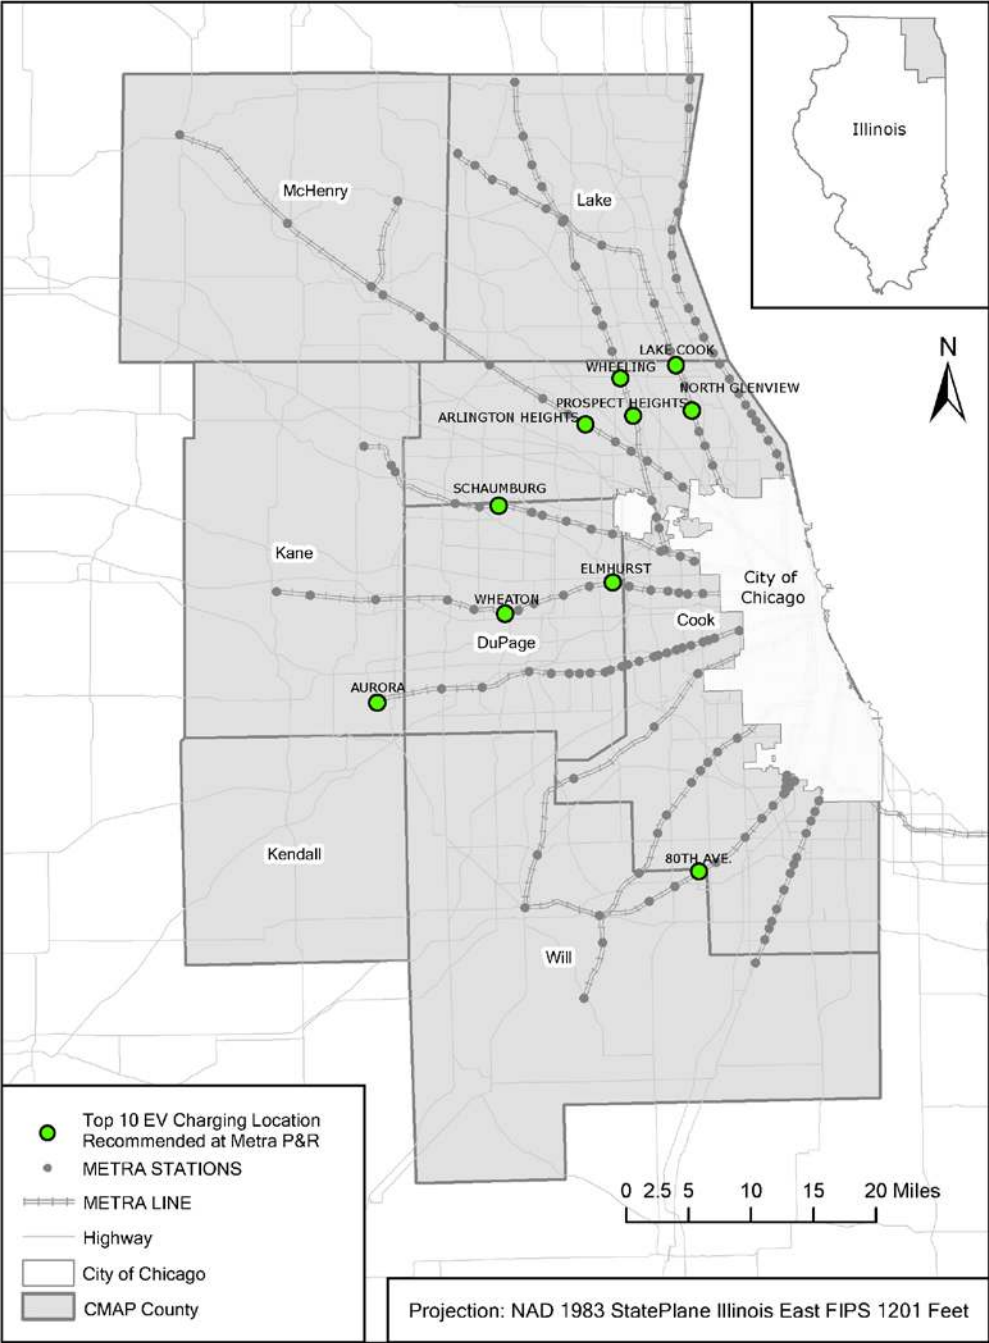 Illinois
McHenry
Lake
N
LAKE COOK
WHEELING
NORTH GLENVIEW
PROSPECT HEIGHTS
ARLINGTON HEIGHTS
SCHAUMBURG
Kane
ELMHURST
City of
Chicago
WHEATON
Cook
DuPage
AURORA
Kendall
80TH AVE.
Will
Top 10 EV Charging Location
Recommended at Metra P&R
METRA STATIONS
METRA LINE
Highway
City of Chicago
CMAP County
0 2.5 5 10 15 20 Miles
Projection: NAD 1983 StatePlane Illinois East FIPS 1201 Feet